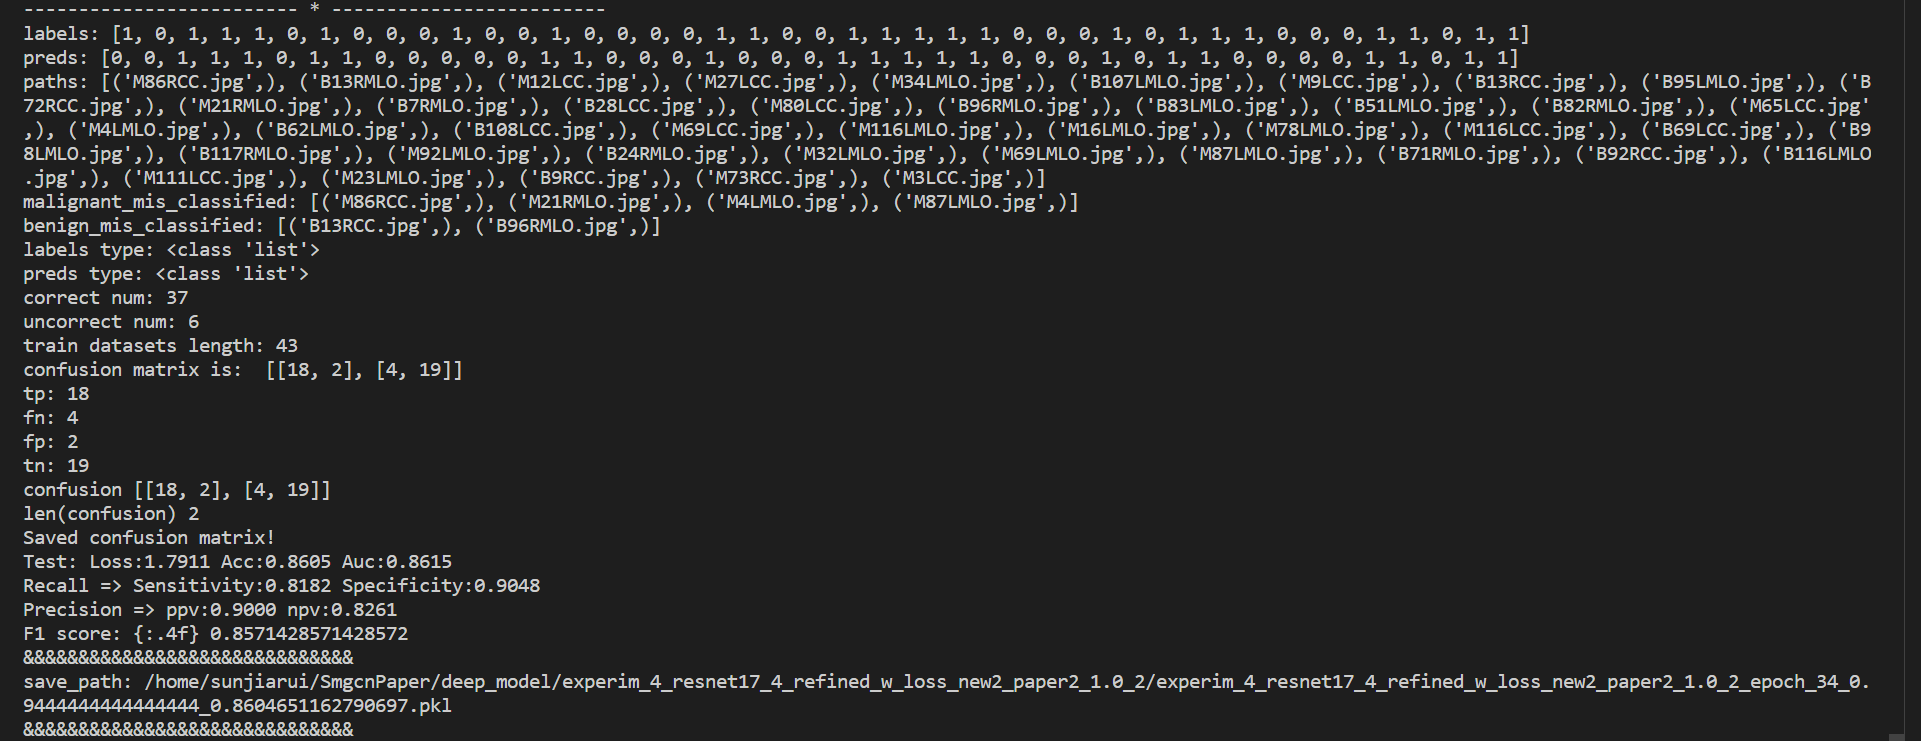 ------------------------- * -------------------------
labels: [1, 0, 1, 1, 1, 0, 1, 0, 0, 0, 1, 0, 0, 1, 0, 0, 0, 0, 1, 1, 0, 0, 1, 1, 1, 1, 1, 0, 0, 0, 1, 0, 1, 1, 1, 0, 0, 0, 1, 1, 0, 1, 1]
preds: [0, 0, 1, 1, 1, 0, 1, 1, 0, 0, 0, 0, 0, 1, 1, 0, 0, 0, 1, 0, 0, 0, 1, 1, 1, 1, 1, 0, 0, 0, 1, 0, 1, 1, 0, 0, 0, 0, 1, 1, 0, 1, 1]
paths: [('M86RCC.jpg',), ('B13RMLO.jpg',), ('M12LCC.jpg',), ('M27LCC.jpg',), ('M34LMLO.jpg',), ('B107LMLO.jpg',), ('M9LCC.jpg',), ('B13RCC.jpg',), ('B95LMLO.jpg',), ('B
72RCC.jpg',), ('M21RMLO.jpg',), ('B7RMLO.jpg',), ('B28LCC.jpg',), ('M80LCC.jpg',), ('B96RMLO.jpg',), ('B83LMLO.jpg',), ('B51LMLO.jpg',), ('B82RMLO.jpg',), ('M65LCC.jpg'
,), ('M4LMLO.jpg',), ('B62LMLO.jpg',), ('B108LCC.jpg',), ('M69LCC.jpg',), ('M116LMLO.jpg',), ('M16LMLO.jpg',), ('M78LMLO.jpg',), ('M116LCC.jpg',), ('B69LCC.jpg',), ('B9
8LMLO.jpg',), ('B117RMLO.jpg',), ('M92LMLO.jpg',), ('B24RMLO.jpg',), ('M32LMLO.jpg',), ('M69LMLO.jpg',), ('M87LMLO.jpg',), ('B71RMLO.jpg',), ('B92RCC.jpg',), ('B116LMLO
.jpg',), ('M111LCC.jpg',), ('M23LMLO.jpg',), ('B9RCC.jpg',), ('M73RCC.jpg',), ('M3LCC.jpg',)]
malignant_mis_classified: [('M86RCC.jpg',), ('M21RMLO.jpg',), ('M4LMLO.jpg',), ('M87LMLO.jpg',)]
benign_mis_classified: [('B13RCC.jpg',), ('B96RMLO.jpg',)]
labels type: <class 'list'>
preds type: <class 'list'>
correct num: 37
uncorrect num: 6
train datasets length: 43
confusion matrix is:  [[18, 2], [4, 19]]
tp: 18
fn: 4
fp: 2
tn: 19
confusion [[18, 2], [4, 19]]
len(confusion) 2
Saved confusion matrix!
Test: Loss:1.7911 Acc:0.8605 Auc:0.8615
Recall => Sensitivity:0.8182 Specificity:0.9048
Precision => ppv:0.9000 npv:0.8261
F1 score: {:.4f} 0.8571428571428572
&&&&&&&&&&&&&&&&&&&&&&&&&&&&&&
save_path: /home/sunjiarui/SmgcnPaper/deep_model/experim_4_resnet17_4_refined_w_loss_new2_paper2_1.0_2/experim_4_resnet17_4_refined_w_loss_new2_paper2_1.0_2_epoch_34_0.
9444444444444444_0.8604651162790697.pkl
&&&&&&&&&&&&&&&&&&&&&&&&&&&&&&